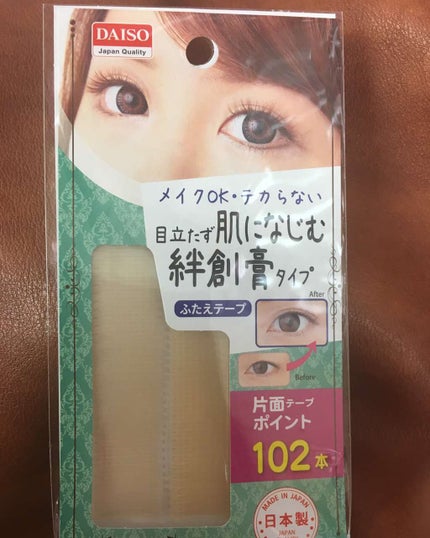 DAISO
Japan Quality
メイクOK・テカらない
目立たず肌になじむ
絆創膏タイプ
ふたえテープ
After
Before
片面テープ
ポイント
102本
MADE IN JAPAN
日本製
JAPAN